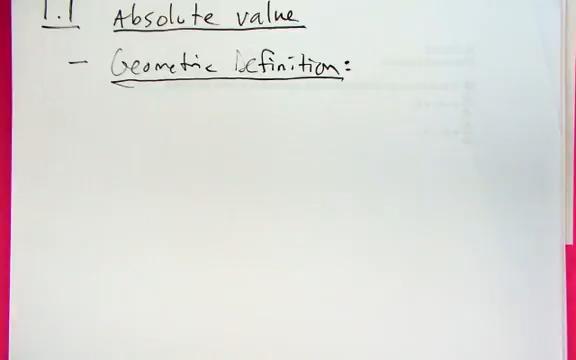 1.1 Absolute value
- Geometric Definition: